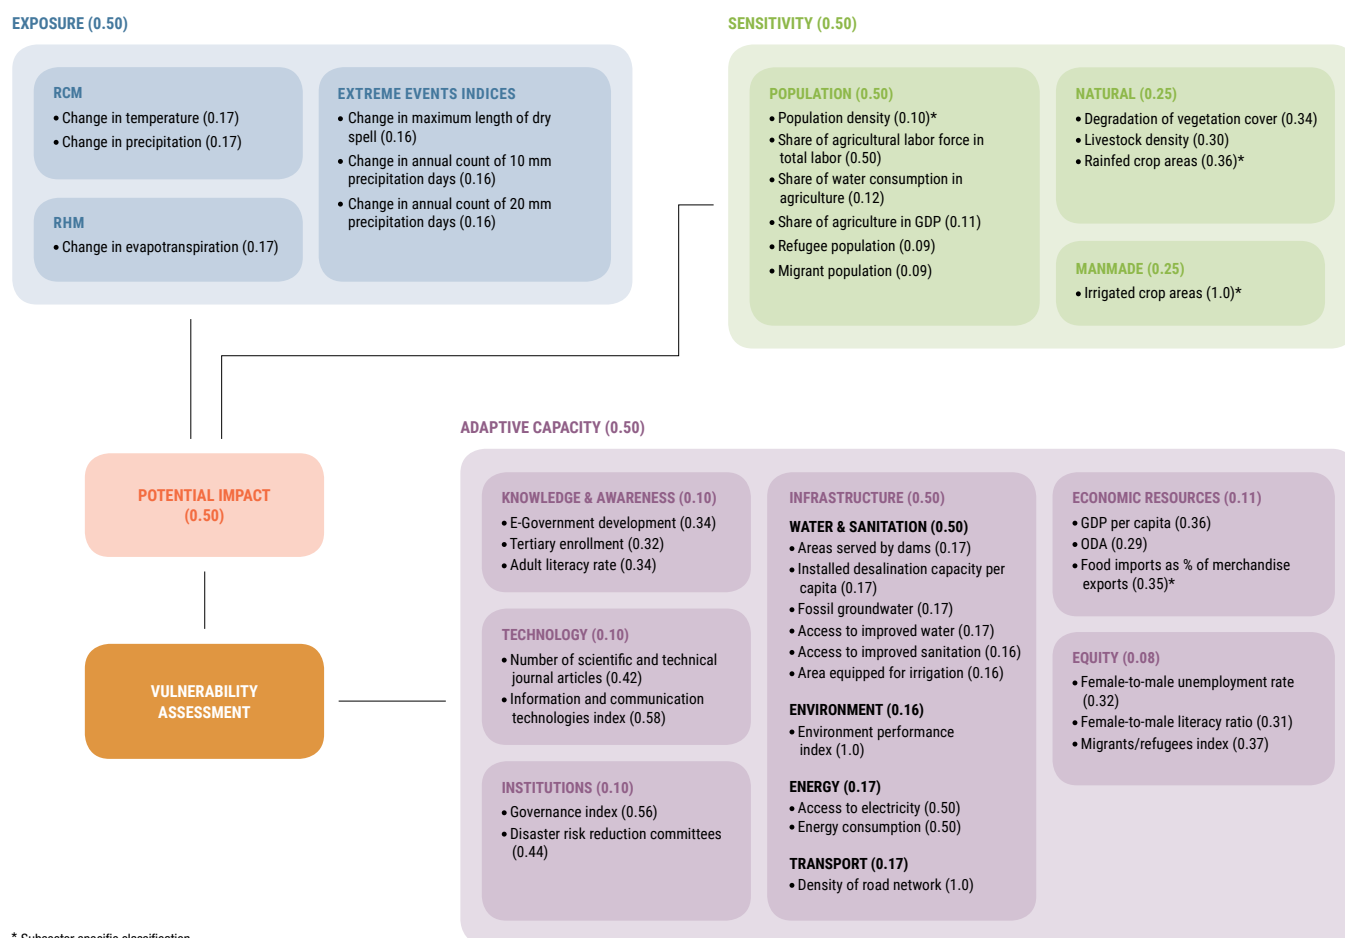 EXPOSURE (0.50)
RCM
• Change in temperature (0.17)
• Change in precipitation (0.17)
RHM
• Change in evapotranspiration (0.17)
EXTREME EVENTS INDICES
• Change in maximum length of dry
spell (0.16)
• Change in annual count of 10 mm
precipitation days (0.16)
• Change in annual count of 20 mm
precipitation days (0.16)
SENSITIVITY (0.50)
POPULATION (0.50)
• Population density (0.10)*
• Share of agricultural labor force in
total labor (0.50)
• Share of water consumption in
agriculture (0.12)
• Share of agriculture in GDP (0.11)
• Refugee population (0.09)
• Migrant population (0.09)
NATURAL (0.25)
• Degradation of vegetation cover (0.34)
• Livestock density (0.30)
• Rainfed crop areas (0.36)*
MANMADE (0.25)
• Irrigated crop areas (1.0)*
POTENTIAL IMPACT
(0.50)
VULNERABILITY
ASSESSMENT
ADAPTIVE CAPACITY (0.50)
KNOWLEDGE & AWARENESS (0.10)
• E-Government development (0.34)
• Tertiary enrollment (0.32)
• Adult literacy rate (0.34)
TECHNOLOGY (0.10)
• Number of scientific and technical
journal articles (0.42)
• Information and communication
technologies index (0.58)
INSTITUTIONS (0.10)
• Governance index (0.56)
• Disaster risk reduction committees
(0.44)
INFRASTRUCTURE (0.50)
WATER & SANITATION (0.50)
• Areas served by dams (0.17)
• Installed desalination capacity per
capita (0.17)
• Fossil groundwater (0.17)
• Access to improved water (0.17)
• Access to improved sanitation (0.16)
• Area equipped for irrigation (0.16)
ENVIRONMENT (0.16)
• Environment performance
index (1.0)
ENERGY (0.17)
• Access to electricity (0.50)
• Energy consumption (0.50)
TRANSPORT (0.17)
• Density of road network (1.0)
ECONOMIC RESOURCES (0.11)
• GDP per capita (0.36)
• ODA (0.29)
• Food imports as % of merchandise
exports (0.35)*
EQUITY (0.08)
• Female-to-male unemployment rate
(0.32)
• Female-to-male literacy ratio (0.31)
• Migrants/refugees index (0.37)
* Subsector specific classification